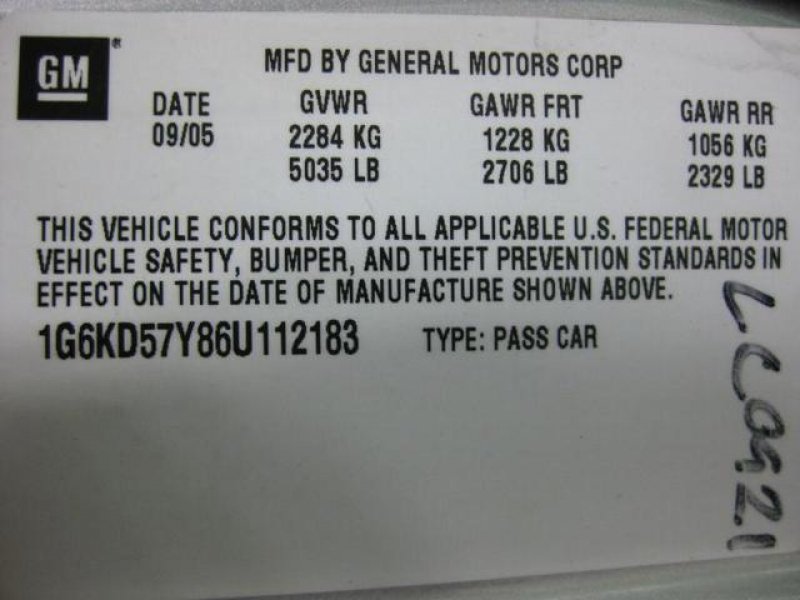 GM®
MFD BY GENERAL MOTORS CORP
DATE GVWR GAWR FRT GAWR RR
09/05 2284 KG 1228 KG 1056 KG
5035 LB 2706 LB 2329 LB
THIS VEHICLE CONFORMS TO ALL APPLICABLE U.S. FEDERAL MOTOR
VEHICLE SAFETY, BUMPER, AND THEFT PREVENTION STANDARDS IN
EFFECT ON THE DATE OF MANUFACTURE SHOWN ABOVE.
1G6KD57Y86U112183 TYPE: PASS CAR